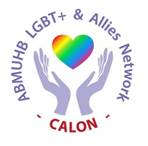 ABMUHB LGBT+ & Allies Network
- CALON -